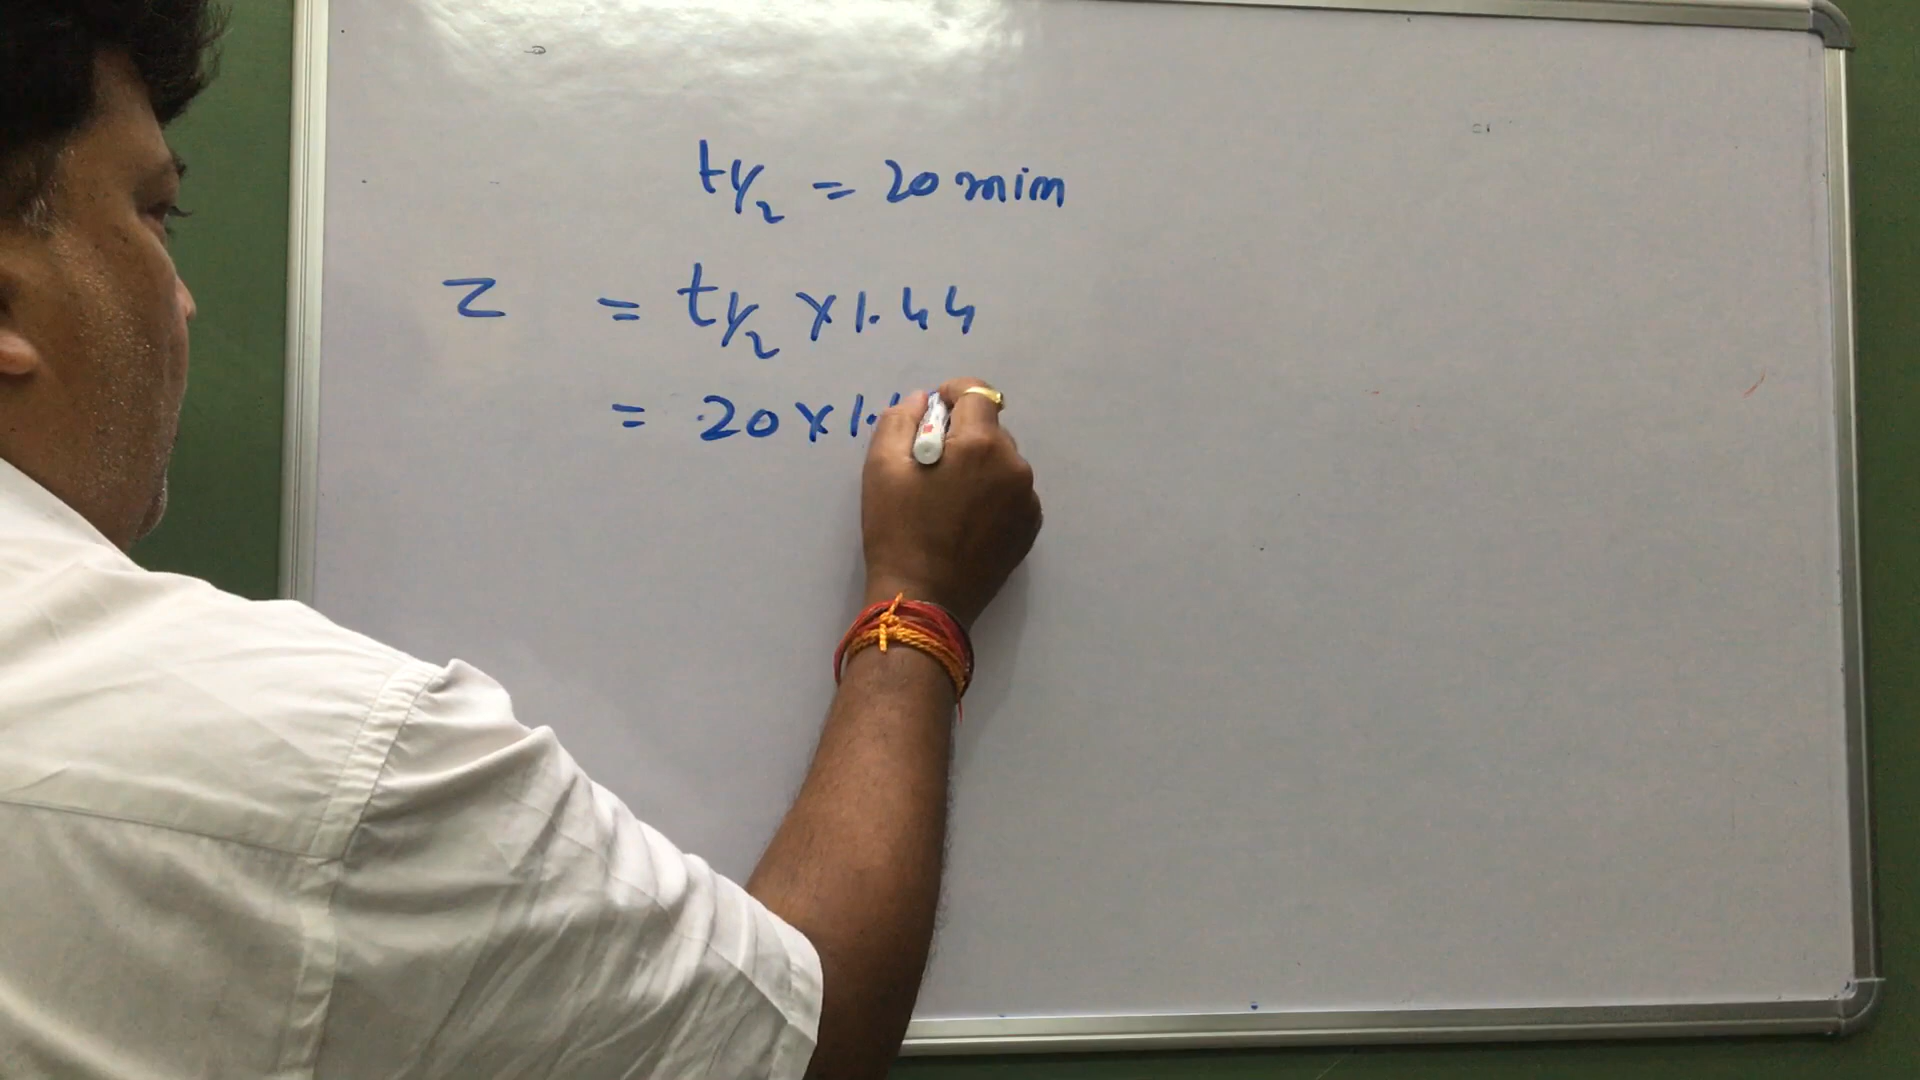 t1/2 = 20 min
Z = t1/2 × 1.44
= 20 × 1.